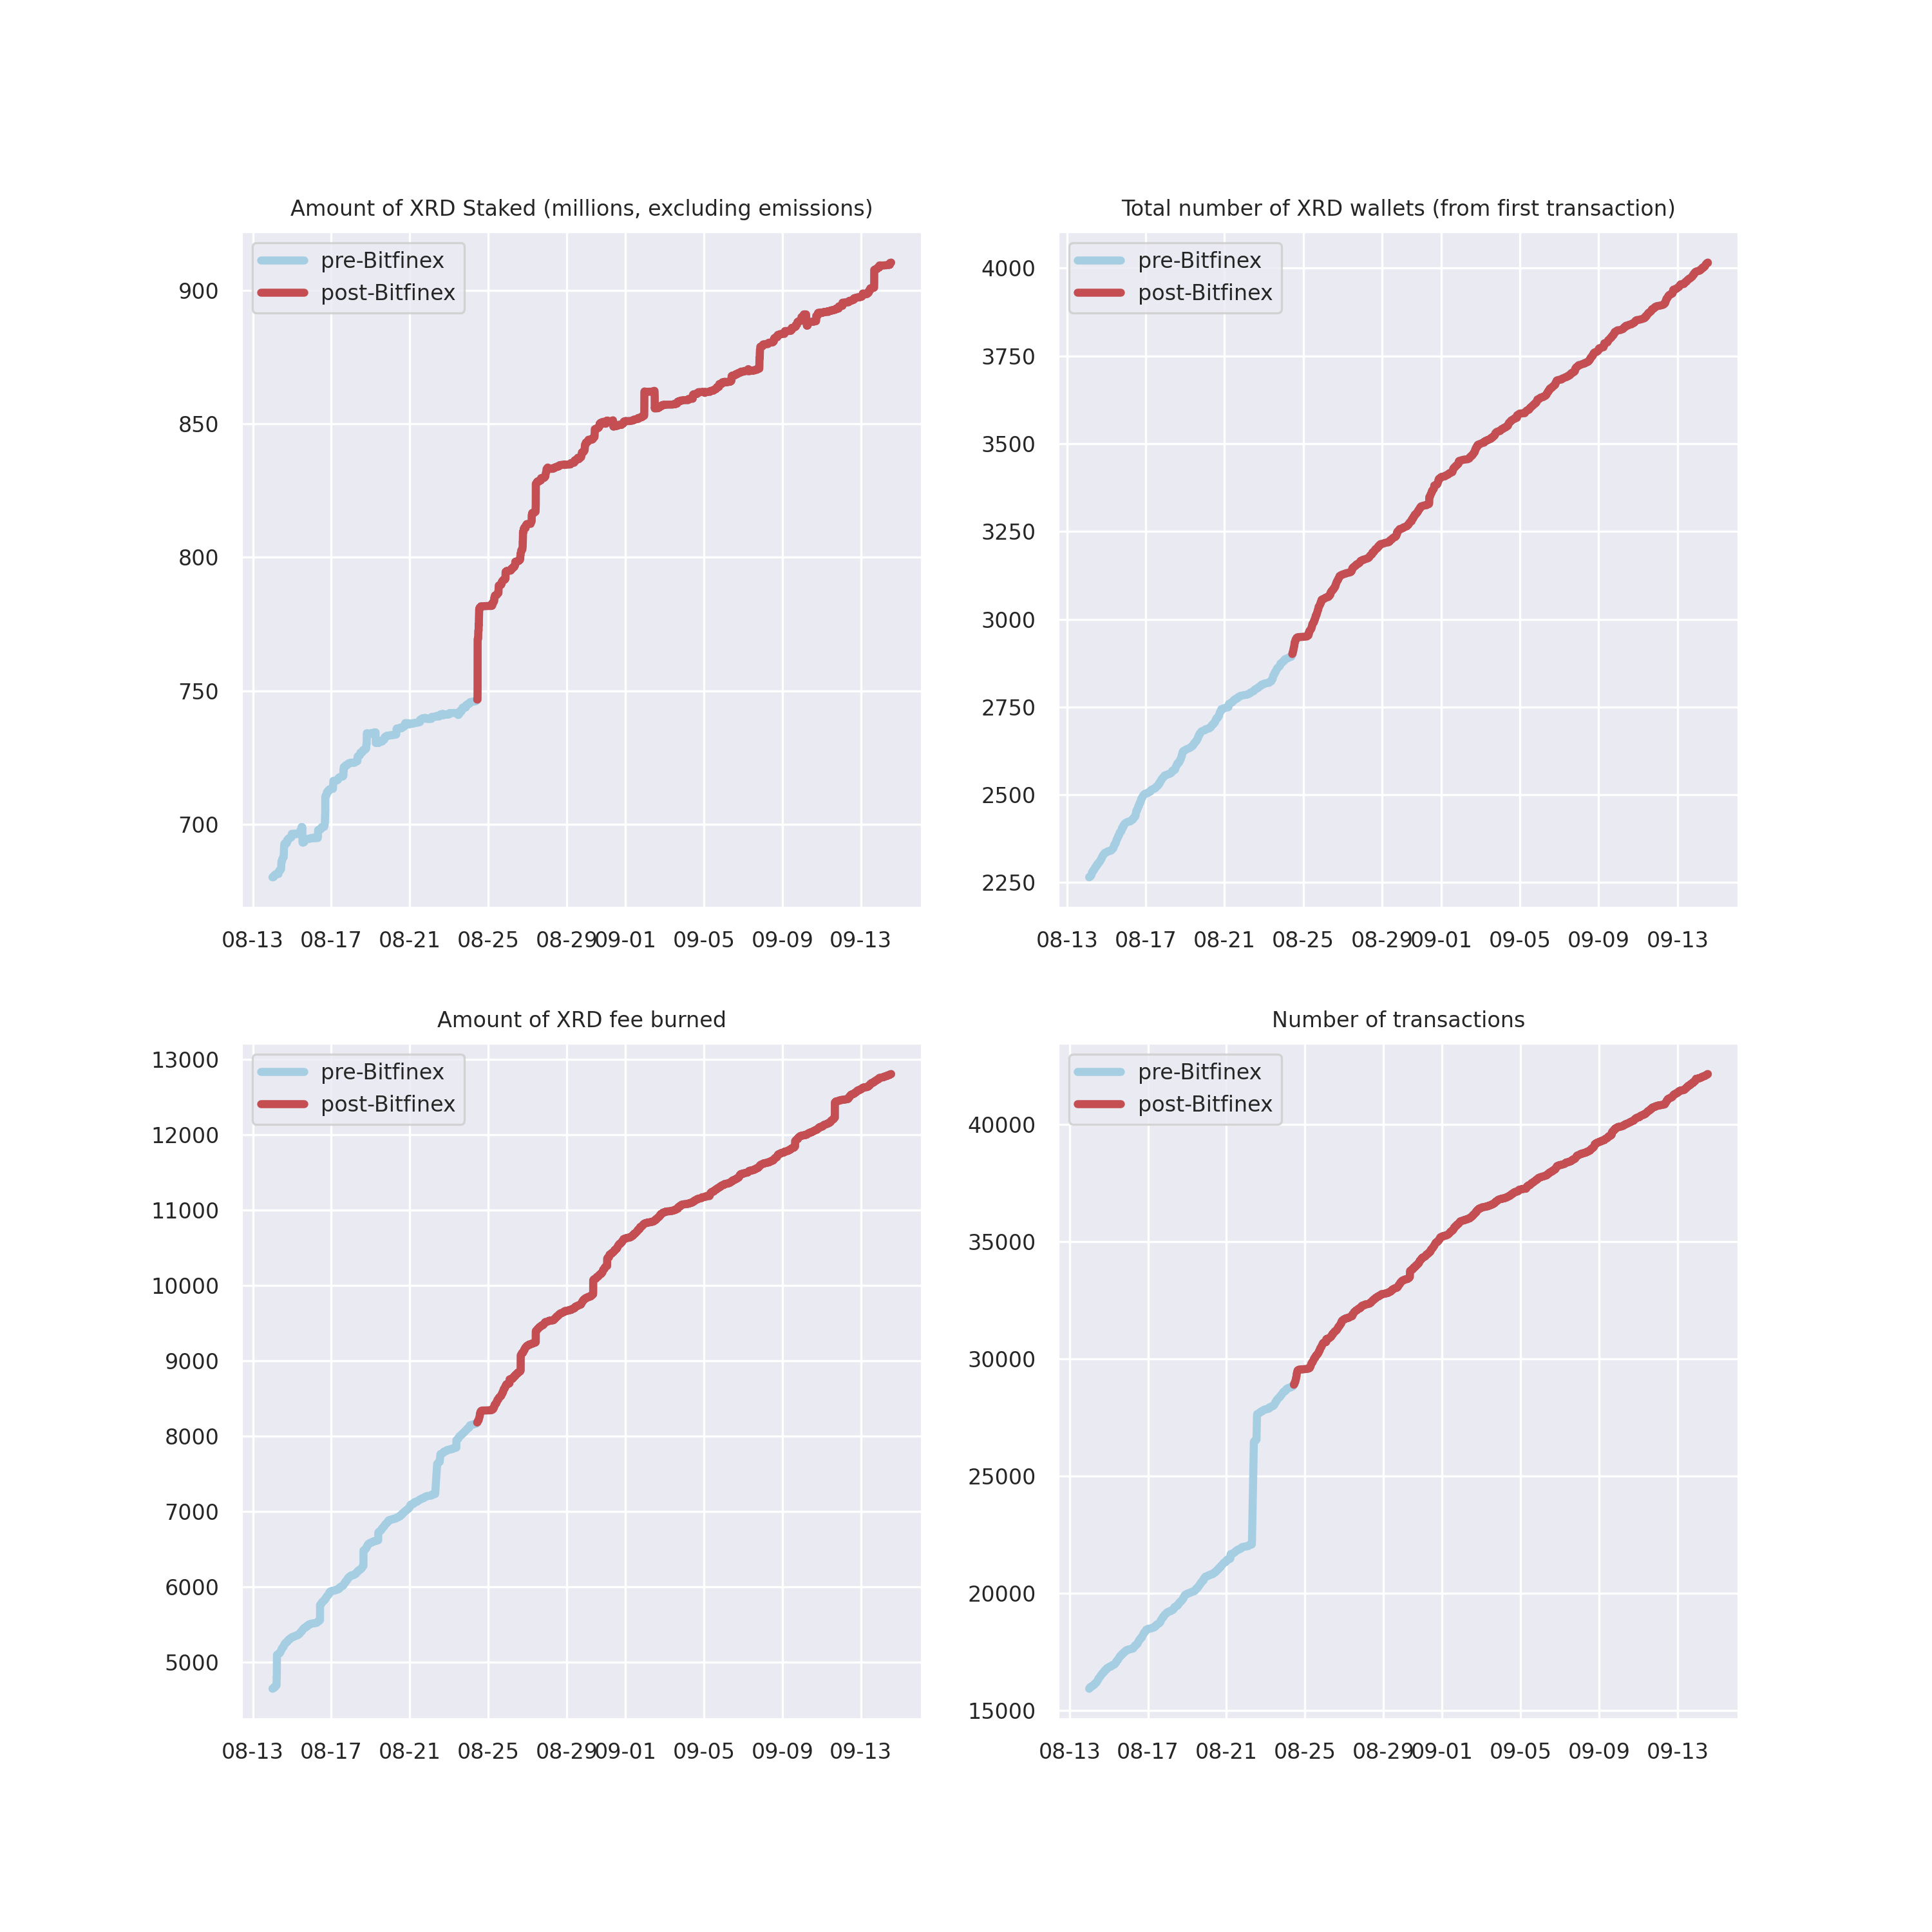 Amount of XRD Staked (millions, excluding emissions)
pre-Bitfinex
post-Bitfinex
900
850
800
750
700
08-13 08-17 08-21 08-25 08-29 09-01 09-05 09-09 09-13
Total number of XRD wallets (from first transaction)
pre-Bitfinex
post-Bitfinex
4000
3750
3500
3250
3000
2750
2500
2250
08-13 08-17 08-21 08-25 08-29 09-01 09-05 09-09 09-13
Amount of XRD fee burned
pre-Bitfinex
post-Bitfinex
13000
12000
11000
10000
9000
8000
7000
6000
5000
08-13 08-17 08-21 08-25 08-29 09-01 09-05 09-09 09-13
Number of transactions
pre-Bitfinex
post-Bitfinex
40000
35000
30000
25000
20000
15000
08-13 08-17 08-21 08-25 08-29 09-01 09-05 09-09 09-13